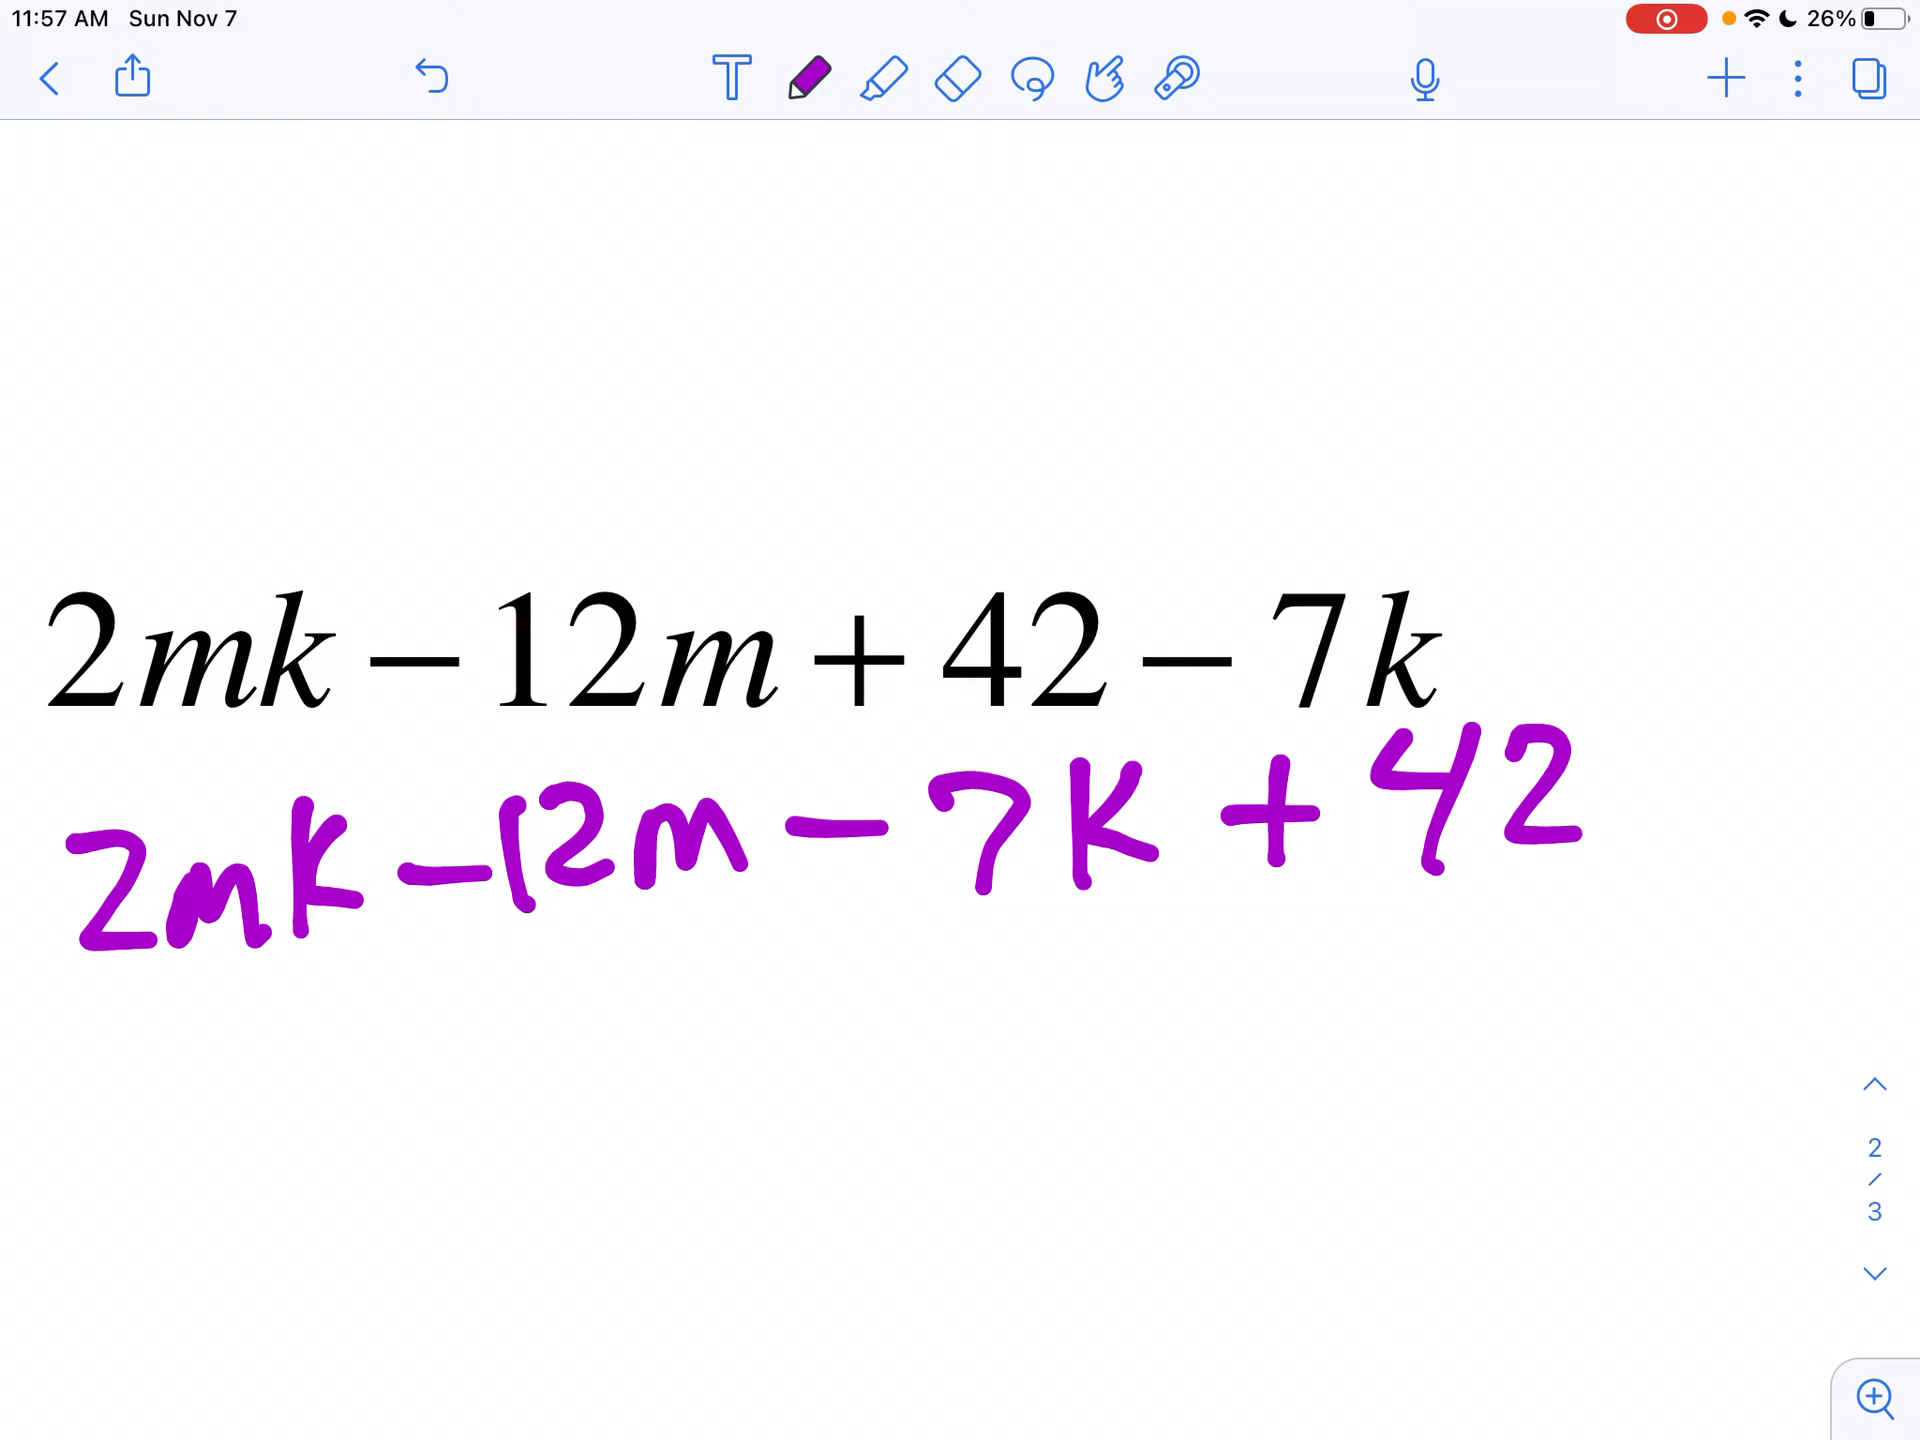 11:57 AM Sun Nov 7 26%
T
2mk − 12m + 42 − 7k
2mk − 12m − 7k + 42
2
/
3